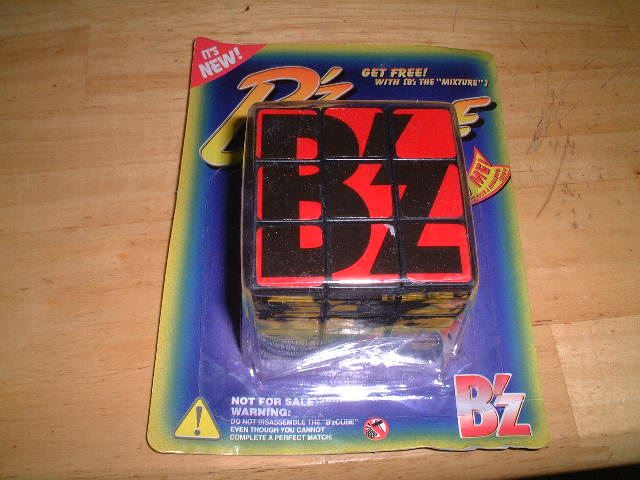 IT'S
NEW!
B'z
GET FREE!
WITH [B'z THE "MIXTURE"]
ME!
B'z
NOT FOR SALE
WARNING:
DO NOT DISASSEMBLE THE "B'zCUBE"
EVEN THOUGH YOU CANNOT
COMPLETE A PERFECT MATCH.
B'z